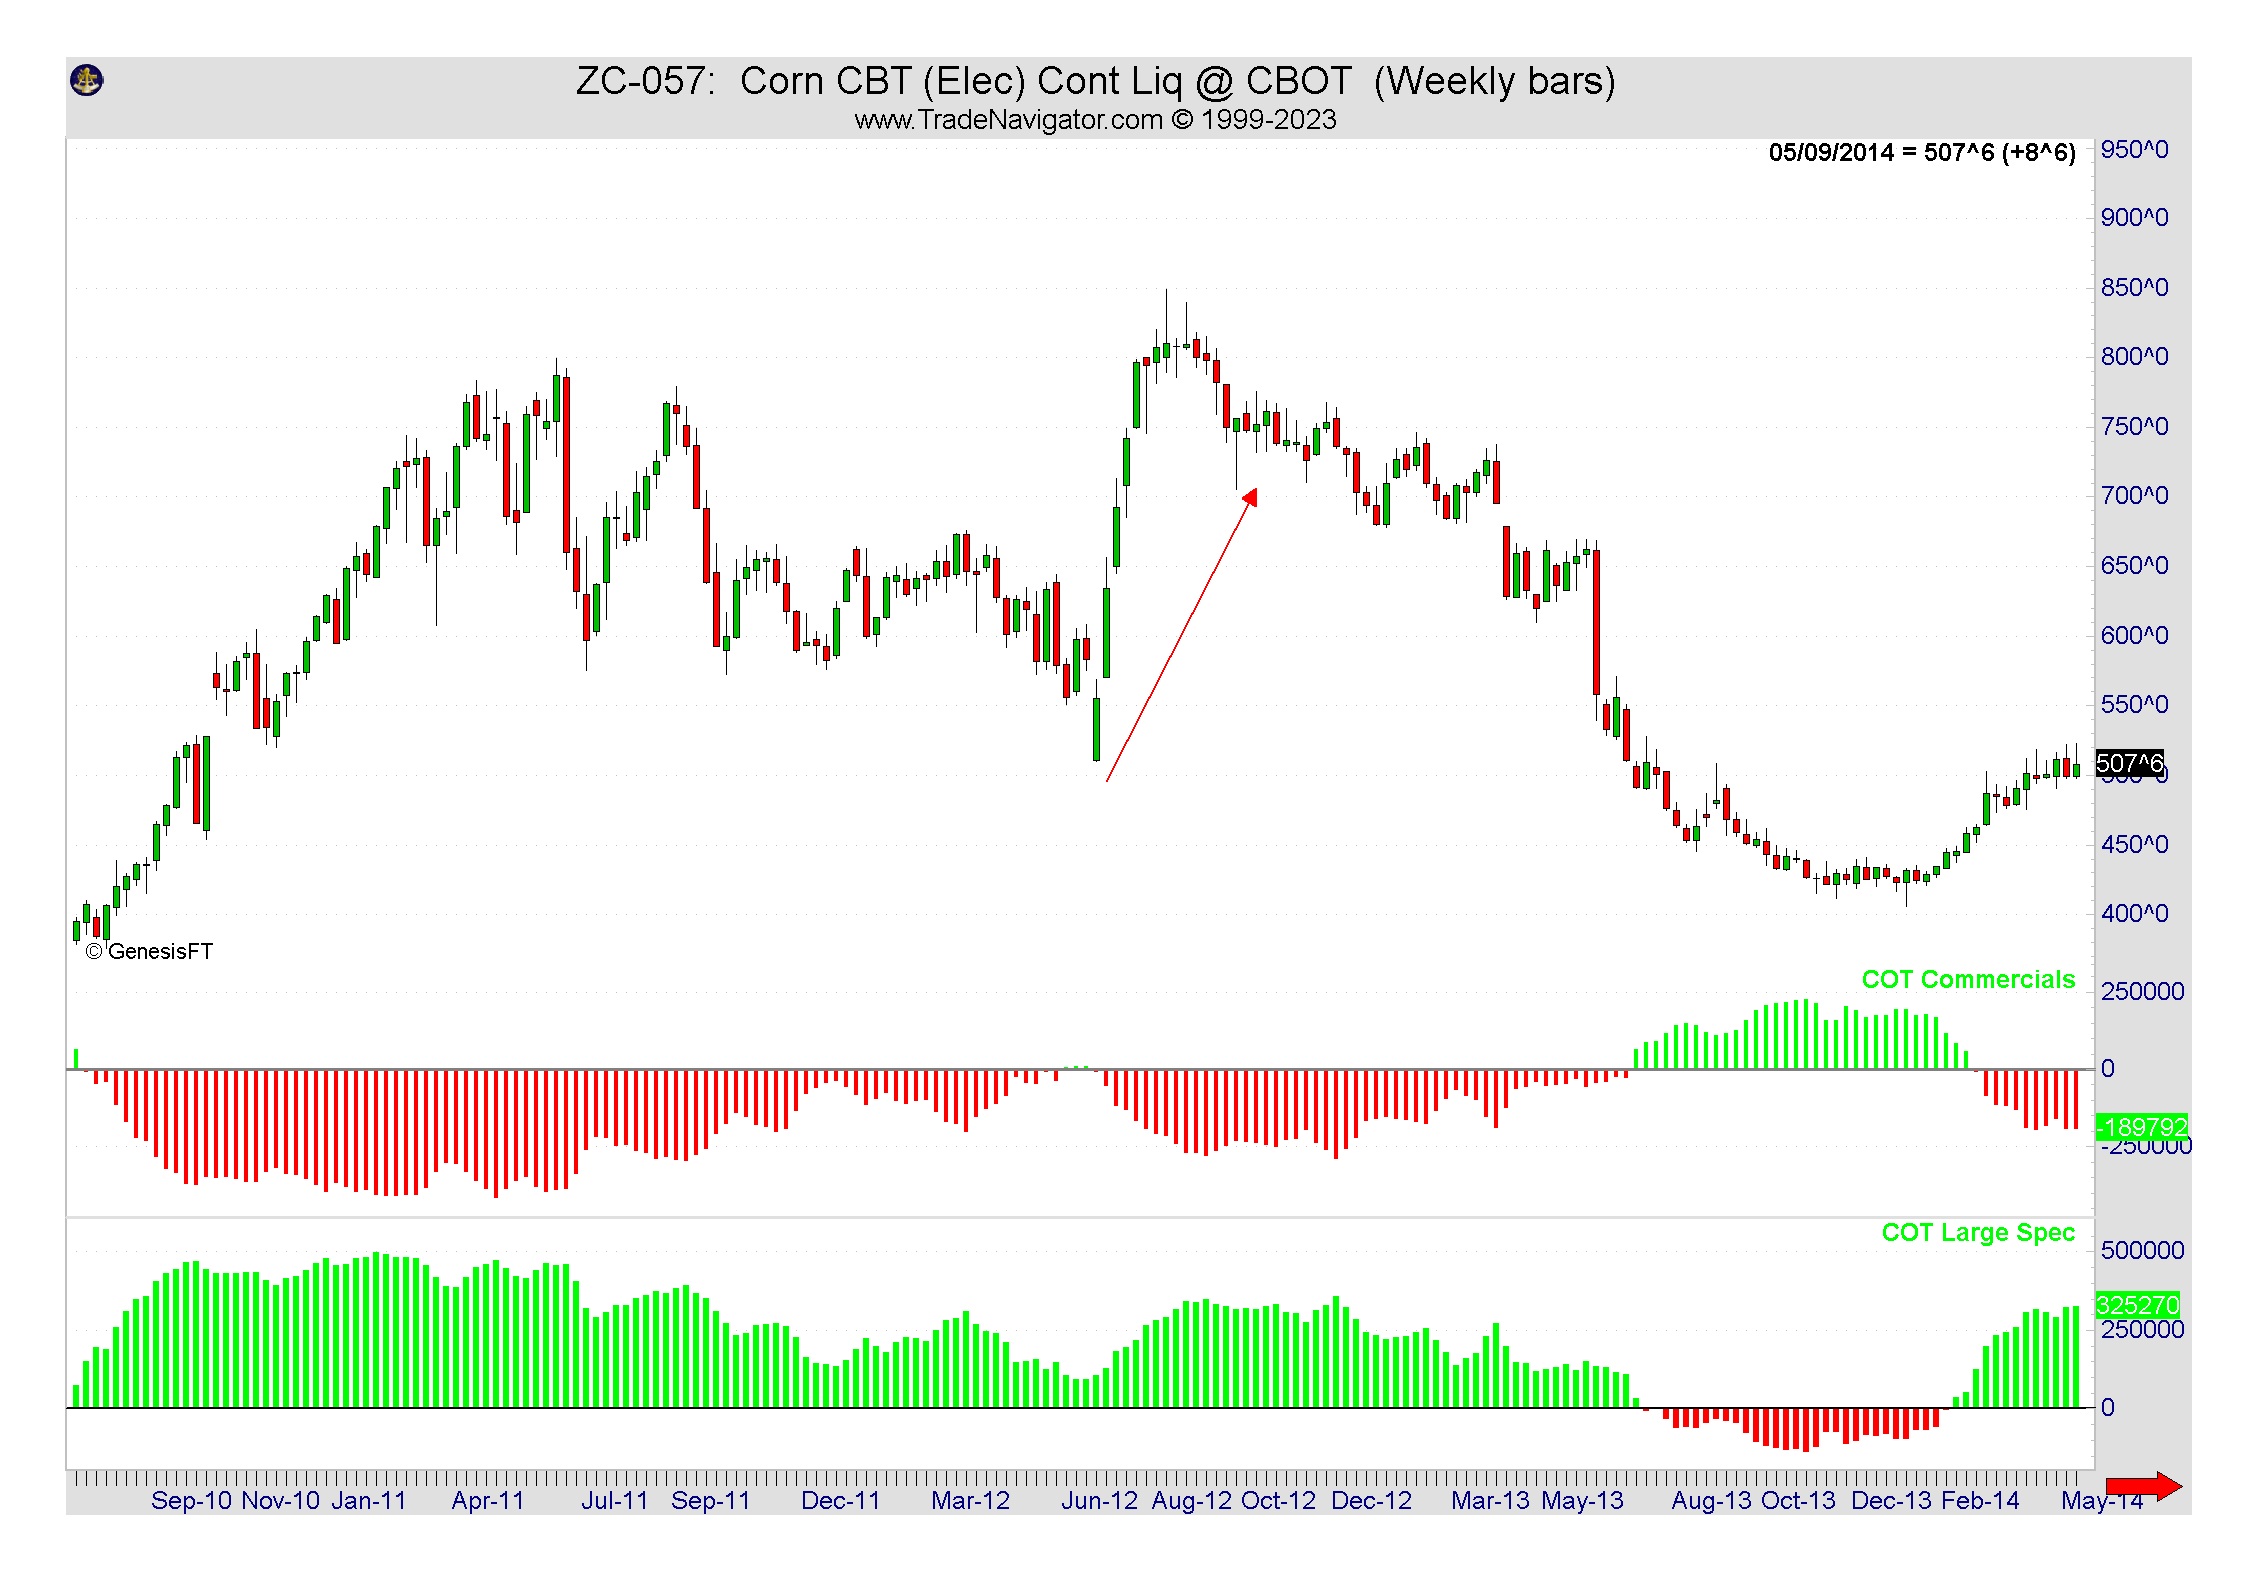 ZC-057: Corn CBT (Elec) Cont Liq @ CBOT (Weekly bars)
www.TradeNavigator.com © 1999-2023
05/09/2014 = 507^6 (+8^6)
950^0
900^0
850^0
800^0
750^0
700^0
650^0
600^0
550^0
507^6
450^0
400^0
© GenesisFT
COT Commercials
250000
0
-189792
-250000
COT Large Spec
500000
325270
250000
0
Sep-10 Nov-10 Jan-11 Apr-11 Jul-11 Sep-11 Dec-11 Mar-12 Jun-12 Aug-12 Oct-12 Dec-12 Mar-13 May-13 Aug-13 Oct-13 Dec-13 Feb-14 May-14